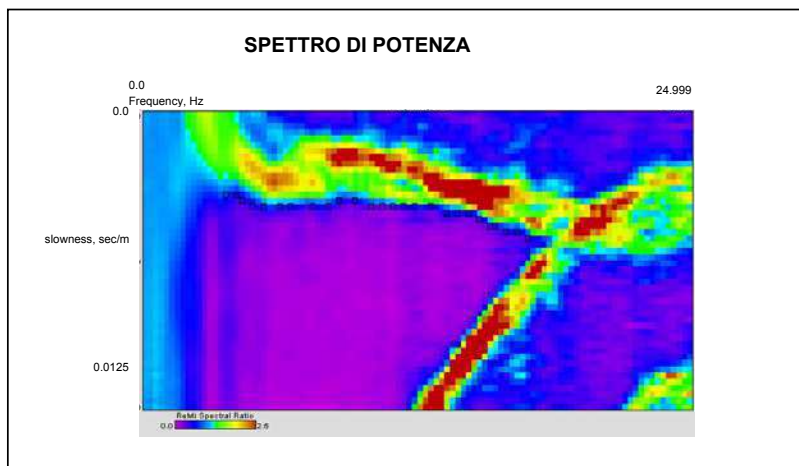 SPETTRO DI POTENZA
0.0
24.999
Frequency, Hz
0.0
slowness, sec/m
0.0125
ReMi Spectral Ratio
0.0 2.6